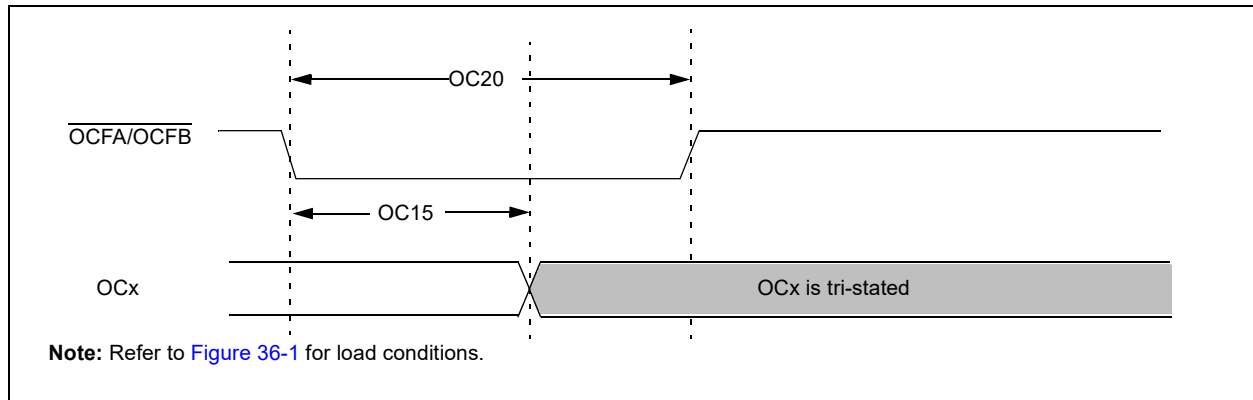 OC20
OCFA/OCFB
OC15
OCx
OCx is tri-stated
Note: Refer to Figure 36-1 for load conditions.